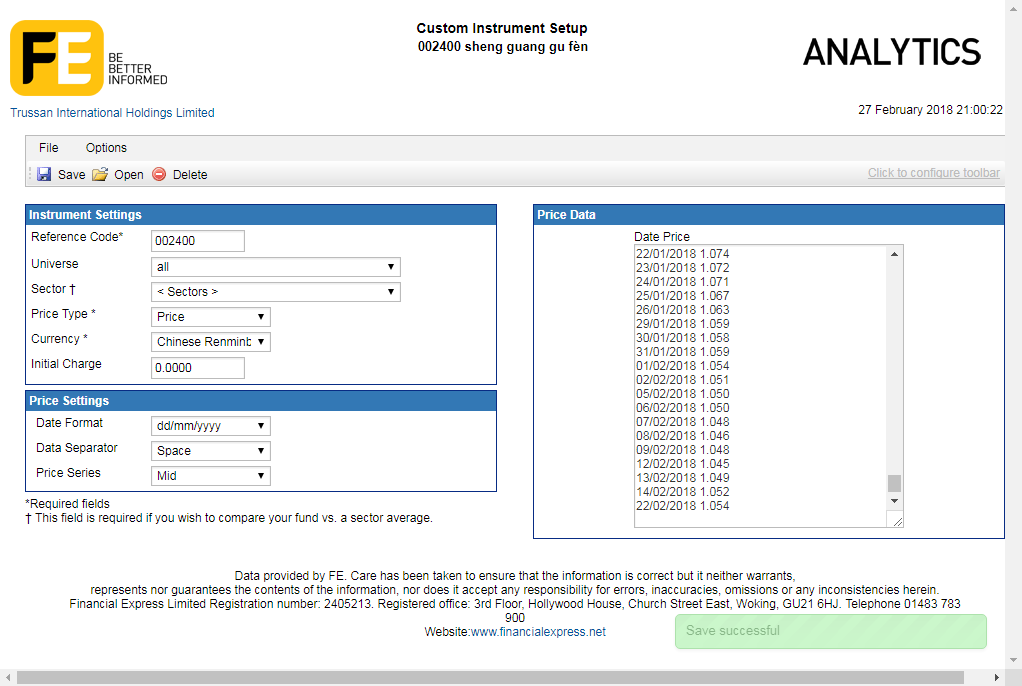 FE
BE
BETTER
INFORMED
Custom Instrument Setup
002400 sheng guang gu fèn
ANALYTICS
Trussan International Holdings Limited
27 February 2018 21:00:22
File Options
Save Open Delete
Click to configure toolbar
Instrument Settings
Reference Code* 002400
Universe all
Sector † < Sectors >
Price Type * Price
Currency * Chinese Renminb
Initial Charge 0.0000
Price Settings
Date Format dd/mm/yyyy
Data Separator Space
Price Series Mid
*Required fields
† This field is required if you wish to compare your fund vs. a sector average.
Price Data
Date Price
22/01/2018 1.074
23/01/2018 1.072
24/01/2018 1.071
25/01/2018 1.067
26/01/2018 1.063
29/01/2018 1.059
30/01/2018 1.058
31/01/2018 1.059
01/02/2018 1.054
02/02/2018 1.051
05/02/2018 1.050
06/02/2018 1.050
07/02/2018 1.048
08/02/2018 1.046
09/02/2018 1.048
12/02/2018 1.045
13/02/2018 1.049
14/02/2018 1.052
22/02/2018 1.054
Data provided by FE. Care has been taken to ensure that the information is correct but it neither warrants,
represents nor guarantees the contents of the information, nor does it accept any responsibility for errors, inaccuracies, omissions or any inconsistencies herein.
Financial Express Limited Registration number: 2405213. Registered office: 3rd Floor, Hollywood House, Church Street East, Woking, GU21 6HJ. Telephone 01483 783
900
Website:www.financialexpress.net
Save successful